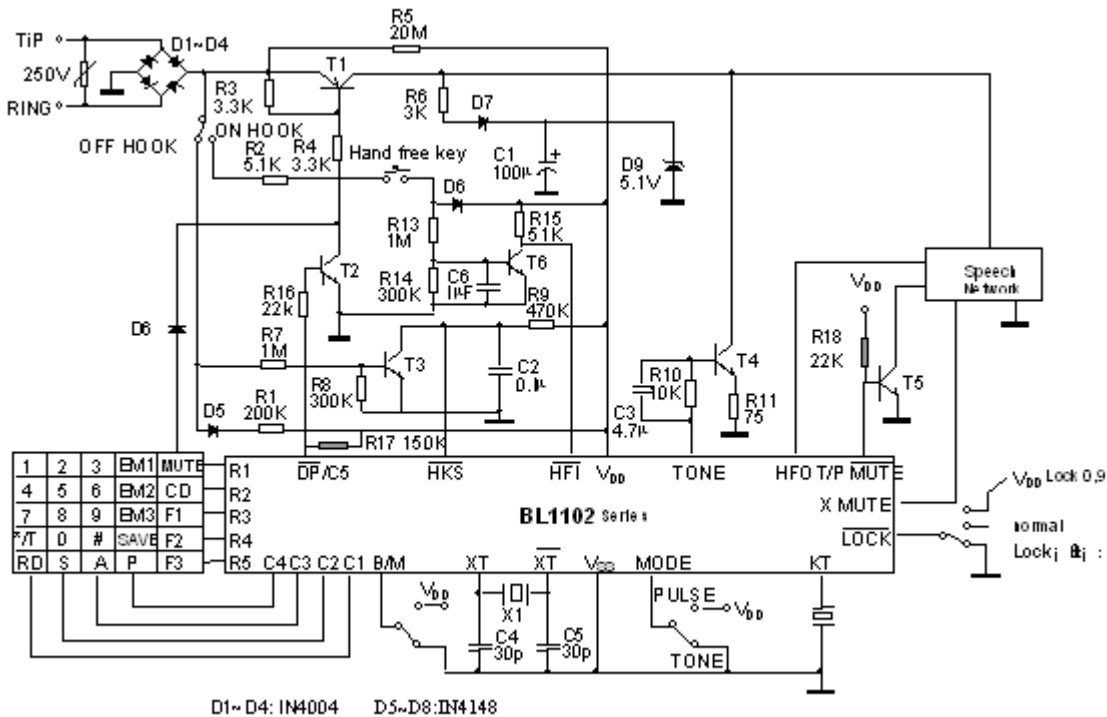 TiP
D1~D4
250V
RING
R5
20M
T1
R3
3.3K
R6
3K
D7
OFF HOOK
ON HOOK
R2
5.1K
R4
3.3K
Hand free key
C1
100μ
+
D9
5.1V
D6
R13
1M
R15
51K
T2
R14
300K
C6
1μF
T6
R9
470K
R16
22k
D6
R7
1M
T3
R8
300K
C2
0.1μ
R1
200K
D5
R17 150K
T4
R10
10K
C3
4.7μ
R11
75
VDD
R18
22K
T5
Speech
Network
1 2 3 EM1 MUTE R1
4 5 6 EM2 CD R2
7 8 9 EM3 F1 R3
*/T 0 # SAVE F2 R4
RD S A P F3 R5
DP/C5 HKS HFI VDD TONE HFO T/P MUTE
X MUTE
BL1102 Series
LOCK
C4 C3 C2 C1 B/M XT XT VSS MODE KT
VDD Lock 0,9
normal
Lock¡ &¡ :
VDD
X1
C4
30p
C5
30p
PULSE
VDD
TONE
D1~D4: IN4004 D5~D8:IN4148